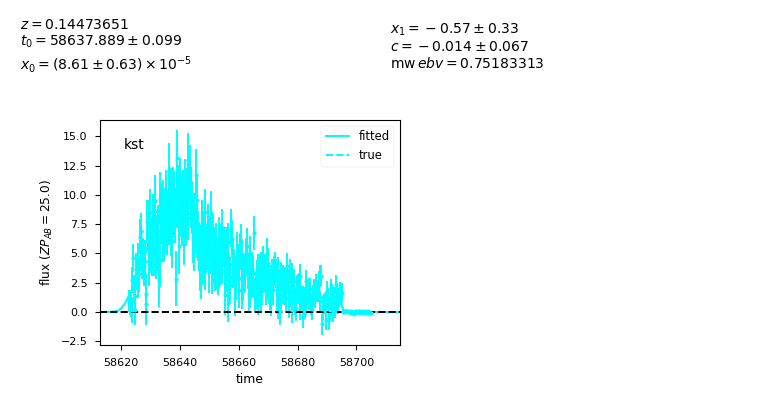 z = 0.14473651
t₀ = 58637.889 ± 0.099
x₀ = (8.61 ± 0.63) × 10⁻⁵
x₁ = −0.57 ± 0.33
c = −0.014 ± 0.067
mw ebv = 0.75183313
kst
fitted
true
15.0
12.5
10.0
7.5
5.0
2.5
0.0
−2.5
flux (ZP_AB = 25.0)
58620 58640 58660 58680 58700
time